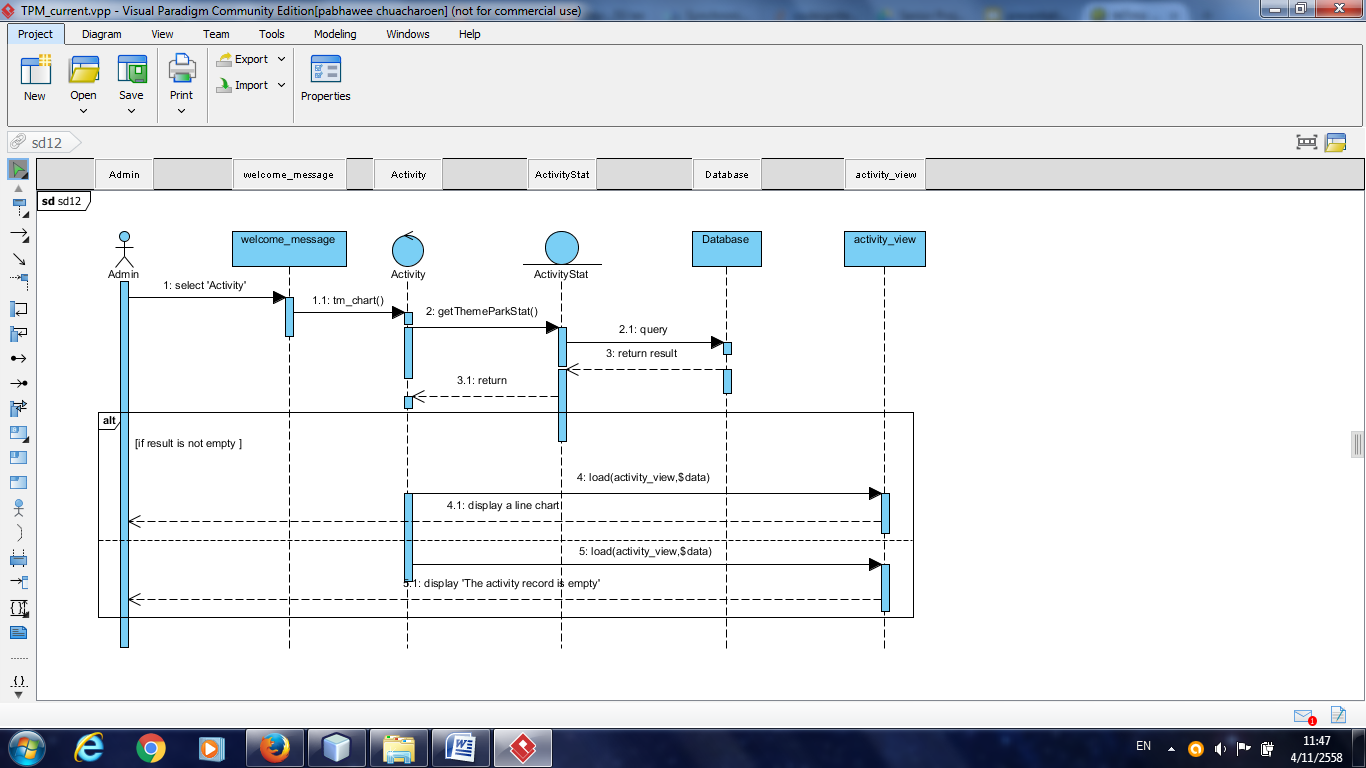 TPM_current.vpp - Visual Paradigm Community Edition[pabhawee chuacharoen] (not for commercial use)
Project Diagram View Team Tools Modeling Windows Help
New Open Save Print Export Import Properties
sd12
Admin welcome_message Activity ActivityStat Database activity_view
sd sd12
welcome_message Database activity_view
Admin Activity ActivityStat
1: select 'Activity'
1.1: tm_chart()
2: getThemeParkStat()
2.1: query
3: return result
3.1: return
alt
[if result is not empty ]
4: load(activity_view,$data)
4.1: display a line chart
5: load(activity_view,$data)
5.1: display 'The activity record is empty'
1
EN
11:47
4/11/2558